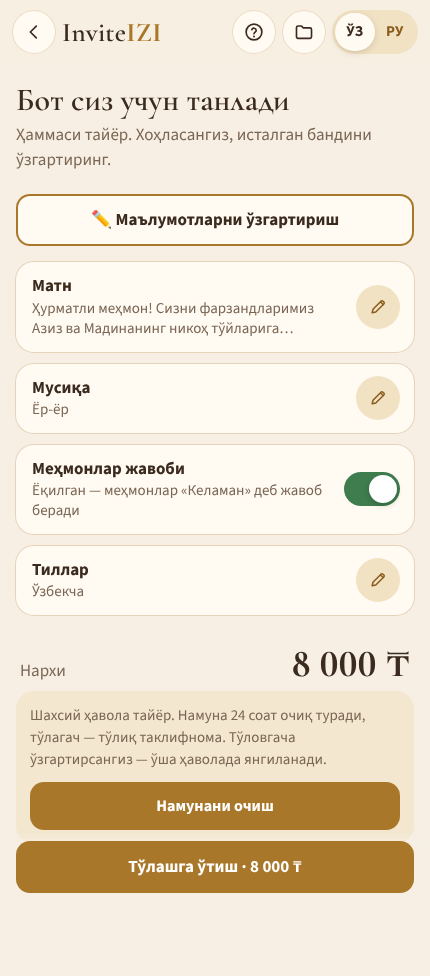 InviteIZI
ЎЗ
РУ
Бот сиз учун танлади
Ҳаммаси тайёр. Хоҳласангиз, исталган бандини
ўзгартиринг.
✏️ Маълумотларни ўзгартириш
Матн
Ҳурматли меҳмон! Сизни фарзандларимиз
Азиз ва Мадинанинг никоҳ тўйларига…
Мусиқа
Ёр-ёр
Меҳмонлар жавоби
Ёқилган — меҳмонлар «Келаман» деб жавоб
беради
Тиллар
Ўзбекча
Нархи
8 000 ₸
Шахсий ҳавола тайёр. Намуна 24 соат очиқ туради,
тўлагач — тўлиқ таклифнома. Тўловгача
ўзгартирсангиз — ўша ҳаволада янгиланади.
Намунани очиш
Тўлашга ўтиш · 8 000 ₸